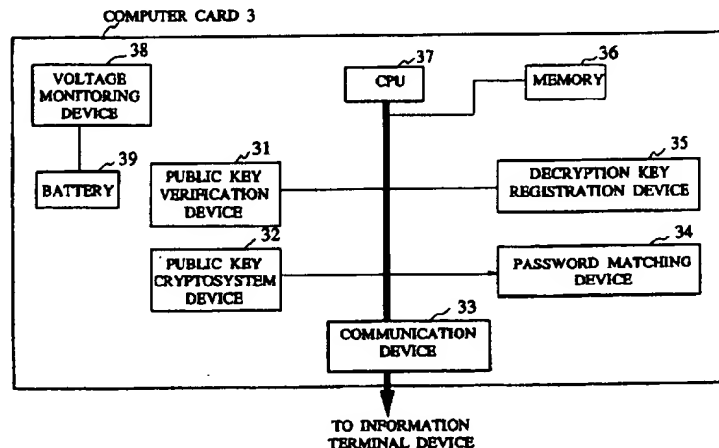 COMPUTER CARD 3
38
VOLTAGE
MONITORING
DEVICE
37
CPU
36
MEMORY
39
BATTERY
31
PUBLIC KEY
VERIFICATION
DEVICE
35
DECRYPTION KEY
REGISTRATION DEVICE
32
PUBLIC KEY
CRYPTOSYSTEM
DEVICE
34
PASSWORD MATCHING
DEVICE
33
COMMUNICATION
DEVICE
TO INFORMATION
TERMINAL DEVICE